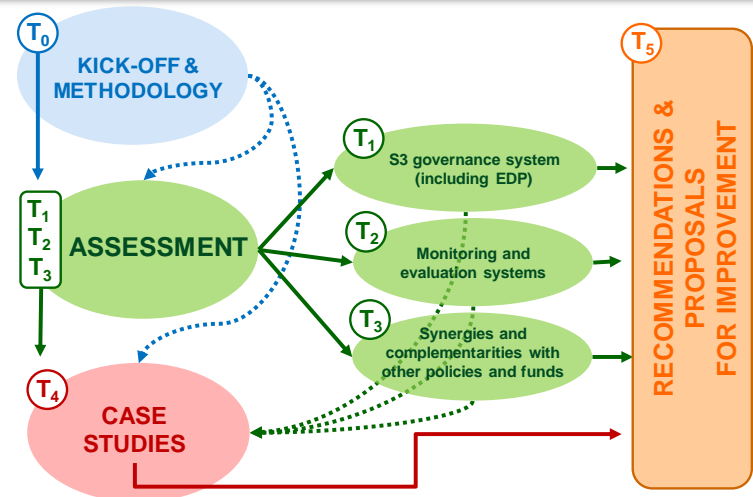 T0
KICK-OFF &
METHODOLOGY
T1
T2
T3
ASSESSMENT
T4
CASE
STUDIES
T1
S3 governance system
(including EDP)
T2
Monitoring and
evaluation systems
T3
Synergies and
complementarities with
other policies and funds
T5
RECOMMENDATIONS &
PROPOSALS
FOR IMPROVEMENT